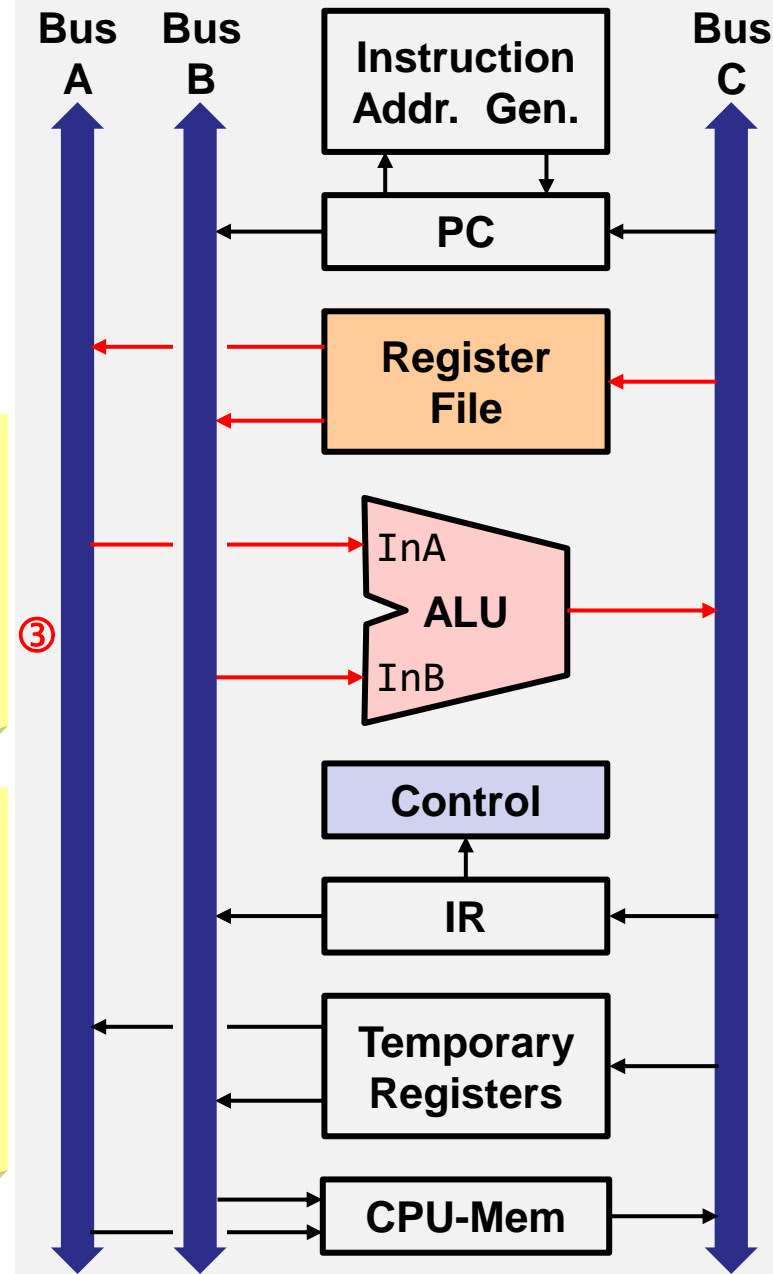 Bus
A
Bus
B
Instruction
Addr. Gen.
Bus
C
PC
Register
File
InA
ALU
③
InB
Control
IR
Temporary
Registers
CPU-Mem